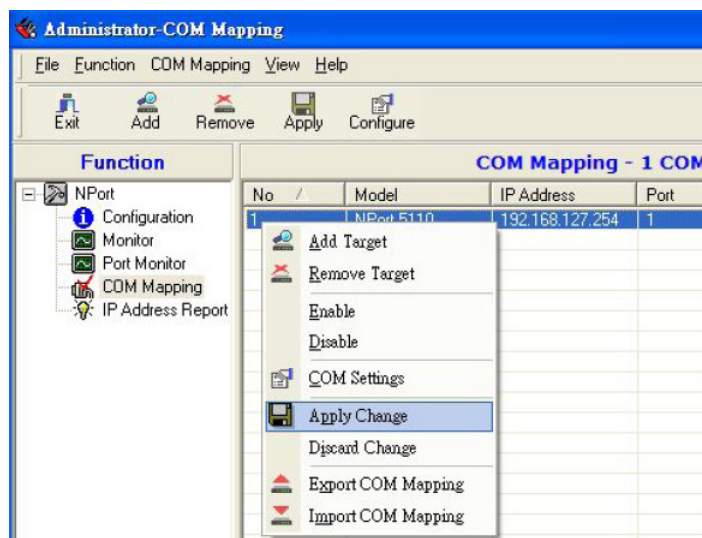 Administrator-COM Mapping
File Function COM Mapping View Help
Exit Add Remove Apply Configure
Function
COM Mapping - 1 COM
NPort
Configuration
Monitor
Port Monitor
COM Mapping
IP Address Report
No Model IP Address Port
1 NPort 5110 192.168.127.254 1
Add Target
Remove Target
Enable
Disable
COM Settings
Apply Change
Discard Change
Export COM Mapping
Import COM Mapping